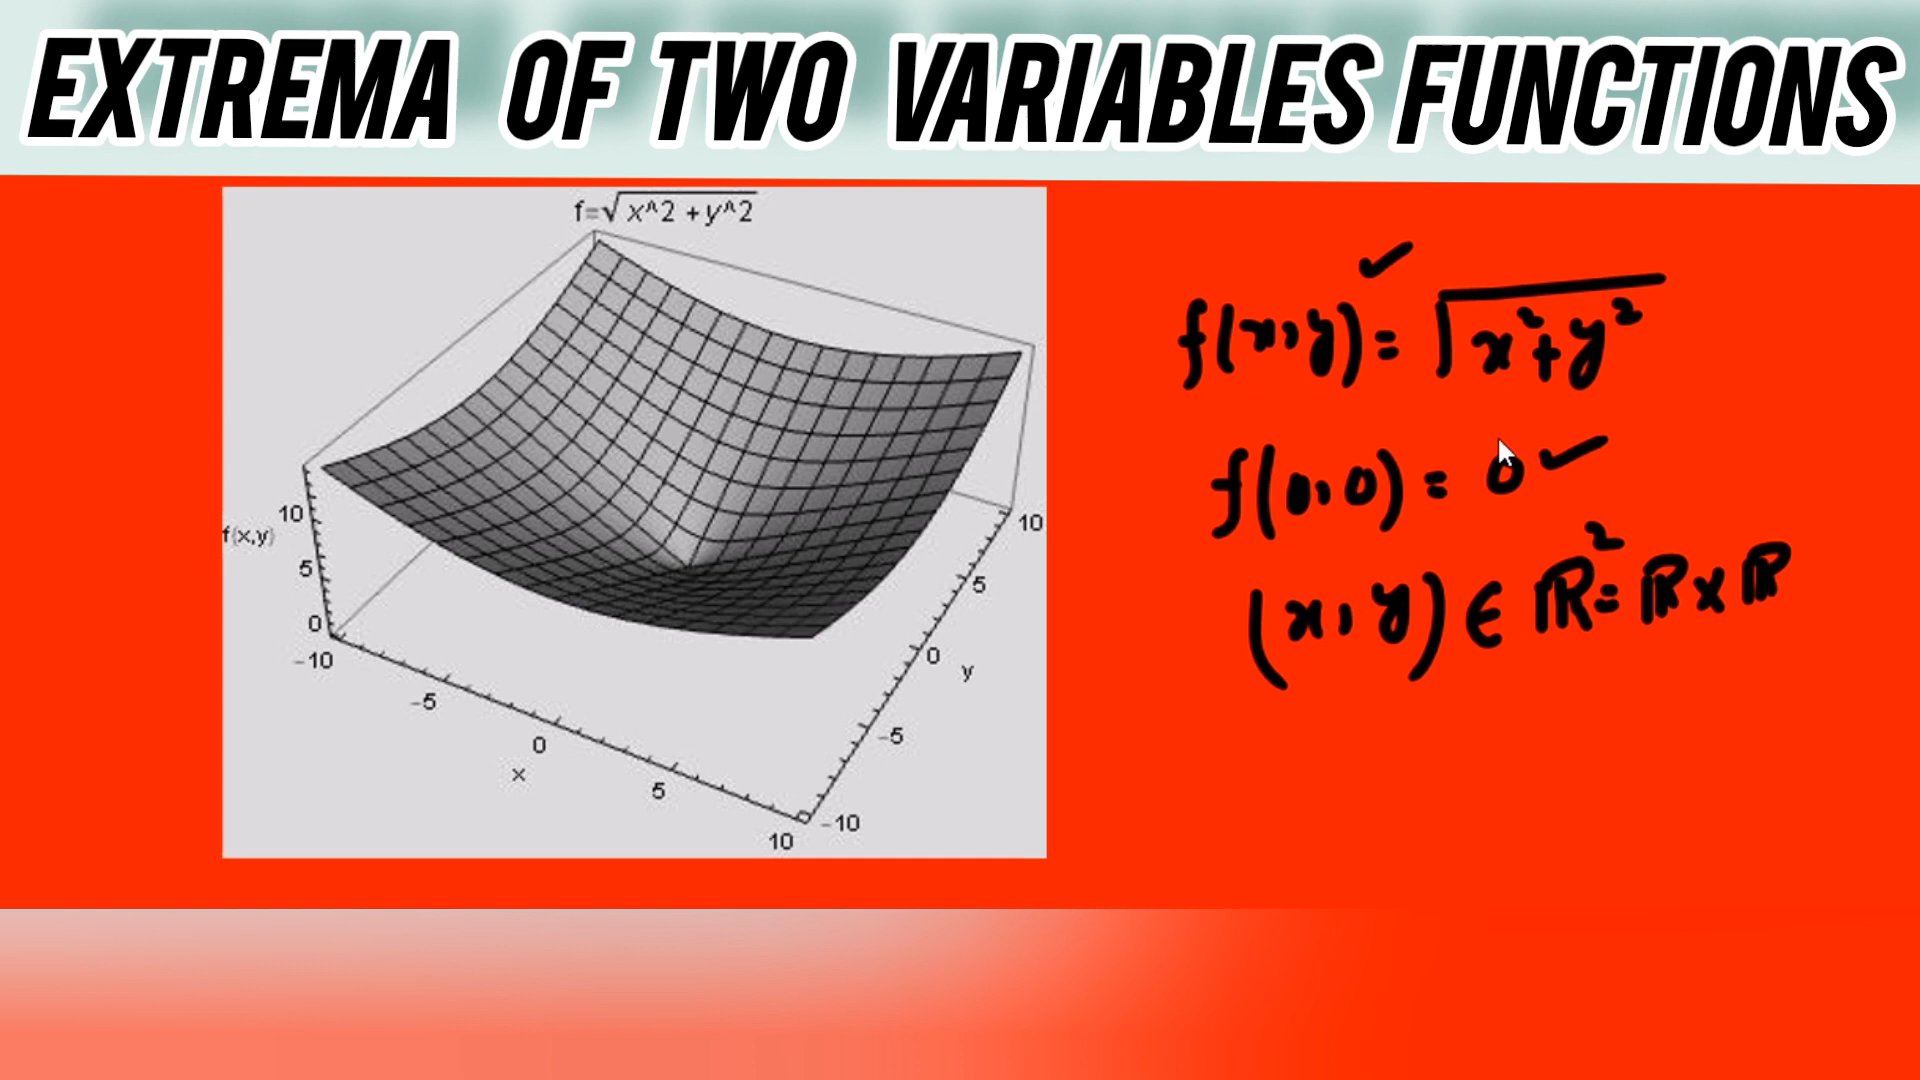 EXTREMA OF TWO VARIABLES FUNCTIONS
f=√x^2 +y^2
f(x,y)
10
5
0
-10
-5
0
5
10
x
10
5
0
-5
-10
y
f(x,y) = √x²+y²
f(0,0) = 0
(x,y) ∈ ℝ² = ℝ x ℝ